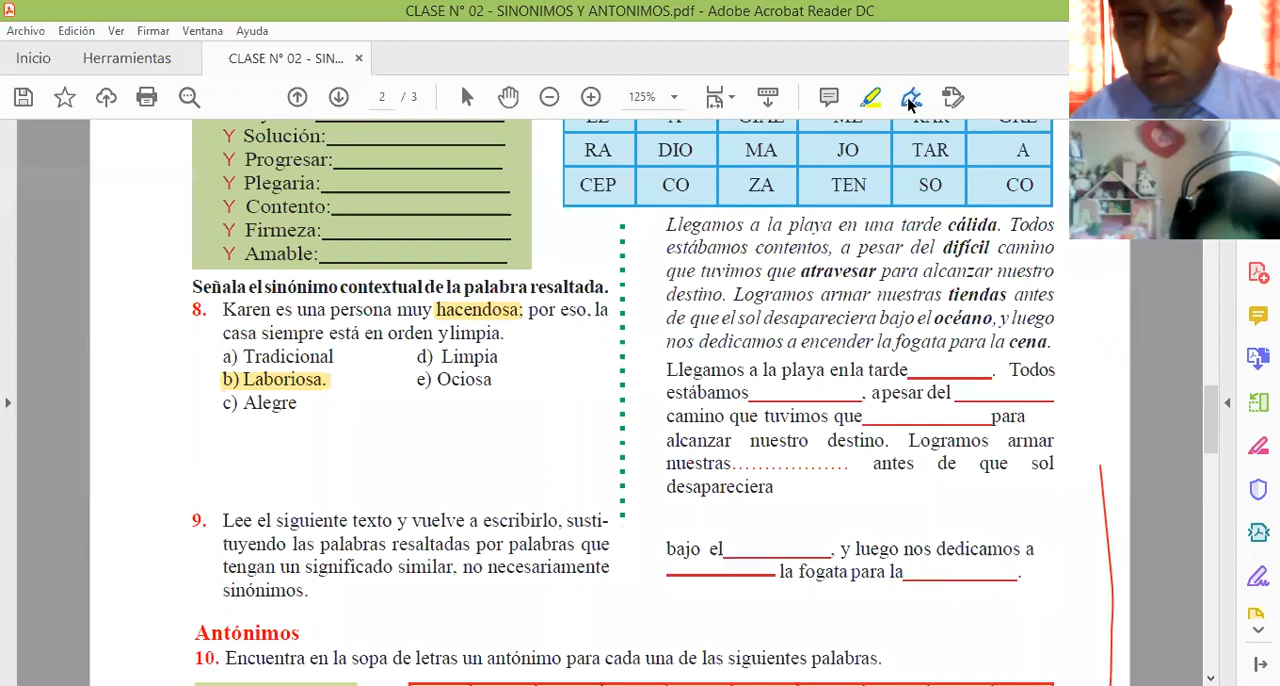 CLASE N° 02 - SINONIMOS Y ANTONIMOS.pdf - Adobe Acrobat Reader DC
Archivo Edición Ver Firmar Ventana Ayuda
Inicio Herramientas CLASE N° 02 - SIN... ×
2 / 3 125%
Y Solución:
Y Progresar:
Y Plegaria:
Y Contento:
Y Firmeza:
Y Amable:
RA DIO MA JO TAR A
CEP CO ZA TEN SO CO
Señala el sinónimo contextual de la palabra resaltada.
8. Karen es una persona muy hacendosa; por eso, la
casa siempre está en orden y limpia.
a) Tradicional d) Limpia
b) Laboriosa. e) Ociosa
c) Alegre
9. Lee el siguiente texto y vuelve a escribirlo, susti-
tuyendo las palabras resaltadas por palabras que
tengan un significado similar, no necesariamente
sinónimos.
Llegamos a la playa en una tarde cálida. Todos
estábamos contentos, a pesar del difícil camino
que tuvimos que atravesar para alcanzar nuestro
destino. Logramos armar nuestras tiendas antes
de que el sol desapareciera bajo el océano, y luego
nos dedicamos a encender la fogata para la cena.
Llegamos a la playa en la tarde . Todos
estábamos , a pesar del
camino que tuvimos que para
alcanzar nuestro destino. Logramos armar
nuestras.................. antes de que sol
desapareciera
bajo el , y luego nos dedicamos a
la fogata para la .
Antónimos
10. Encuentra en la sopa de letras un antónimo para cada una de las siguientes palabras.